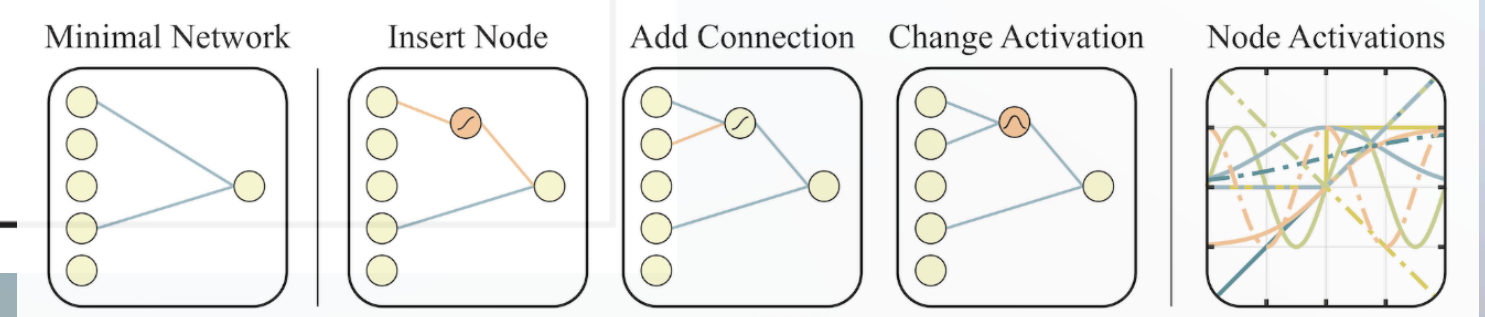 Minimal Network
Insert Node
Add Connection
Change Activation
Node Activations